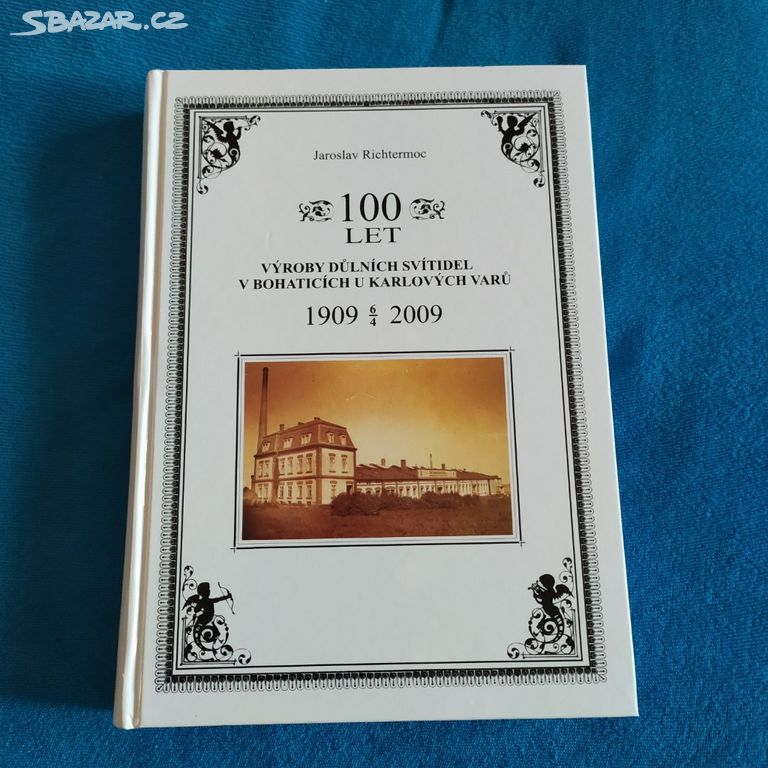 SBAZAR.CZ
Jaroslav Richtermoc
100
LET
VÝROBY DŮLNÍCH SVÍTIDEL
V BOHATICÍCH U KARLOVÝCH VARŮ
1909 6/4 2009